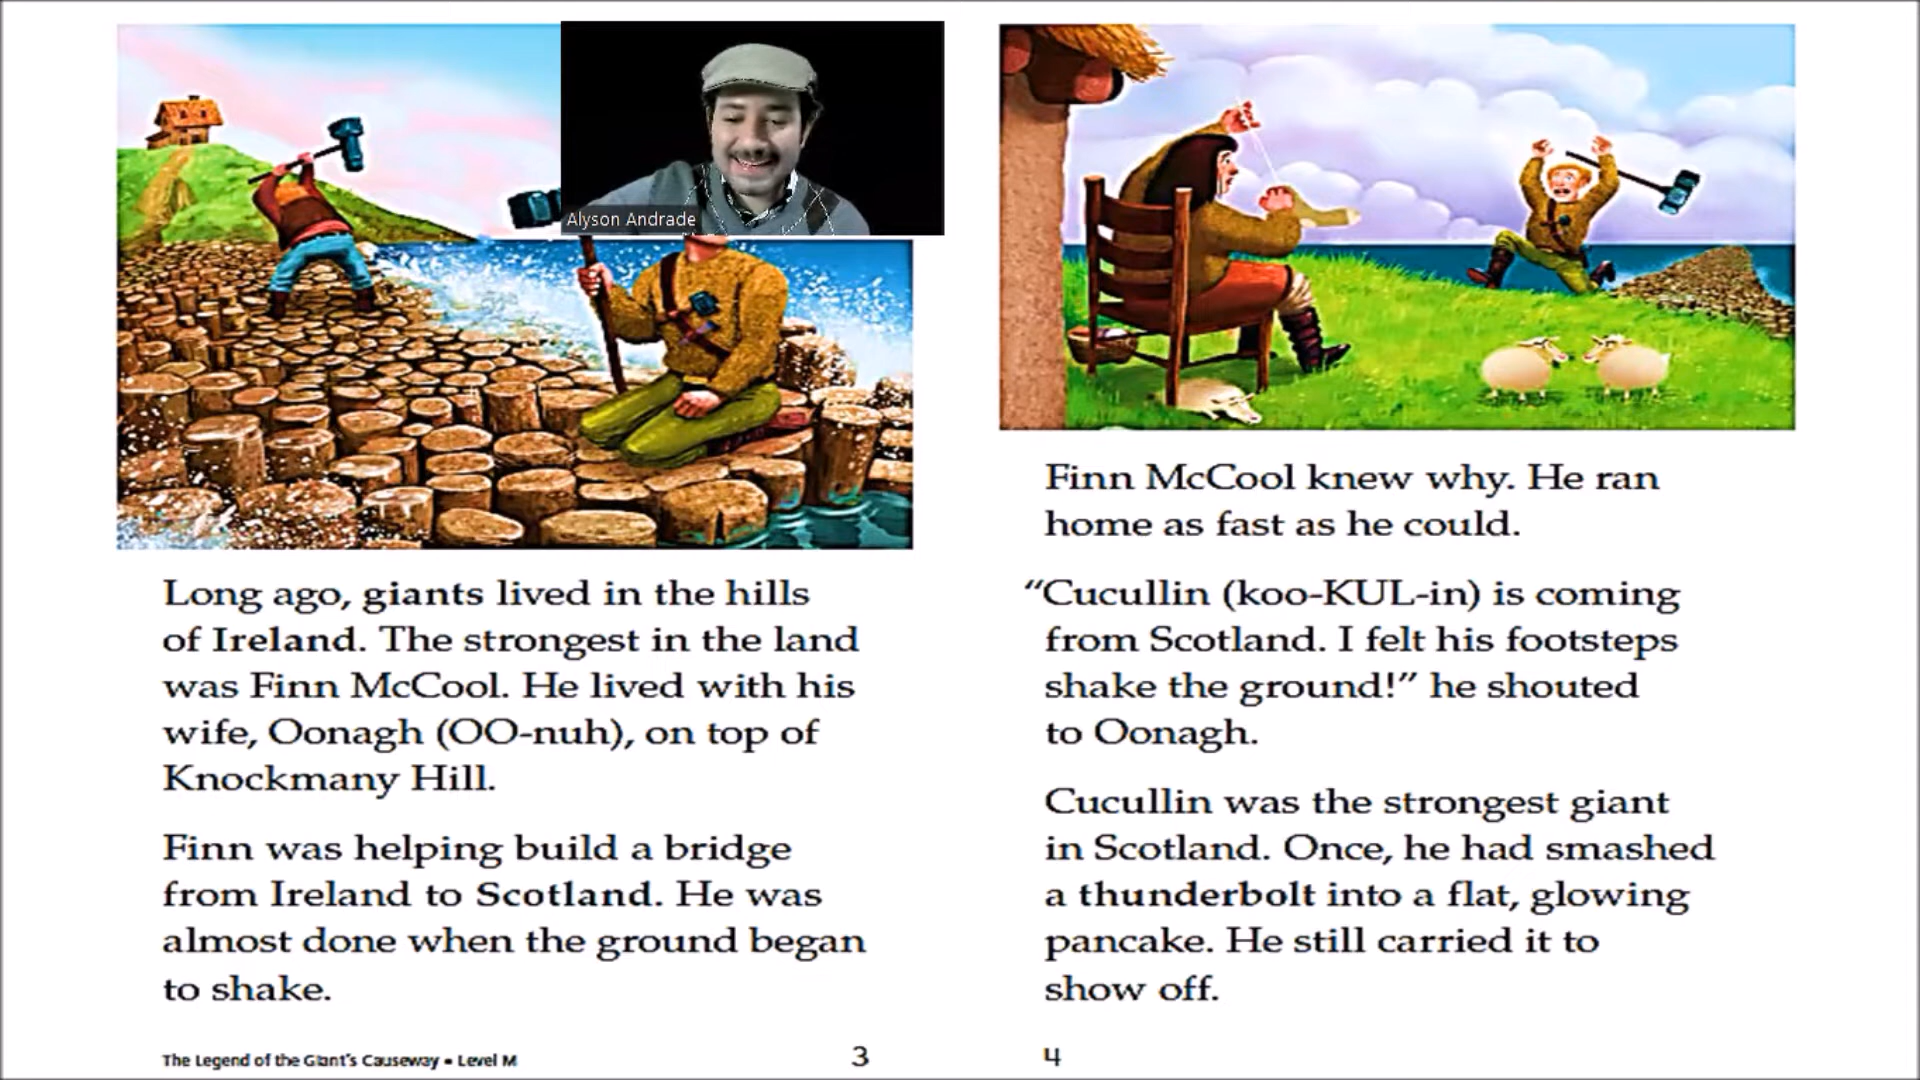 Alyson Andrade
Long ago, giants lived in the hills
of Ireland. The strongest in the land
was Finn McCool. He lived with his
wife, Oonagh (OO-nuh), on top of
Knockmany Hill.
Finn was helping build a bridge
from Ireland to Scotland. He was
almost done when the ground began
to shake.
The Legend of the Giant's Causeway • Level M
3
Finn McCool knew why. He ran
home as fast as he could.
“Cucullin (koo-KUL-in) is coming
from Scotland. I felt his footsteps
shake the ground!” he shouted
to Oonagh.
Cucullin was the strongest giant
in Scotland. Once, he had smashed
a thunderbolt into a flat, glowing
pancake. He still carried it to
show off.
4